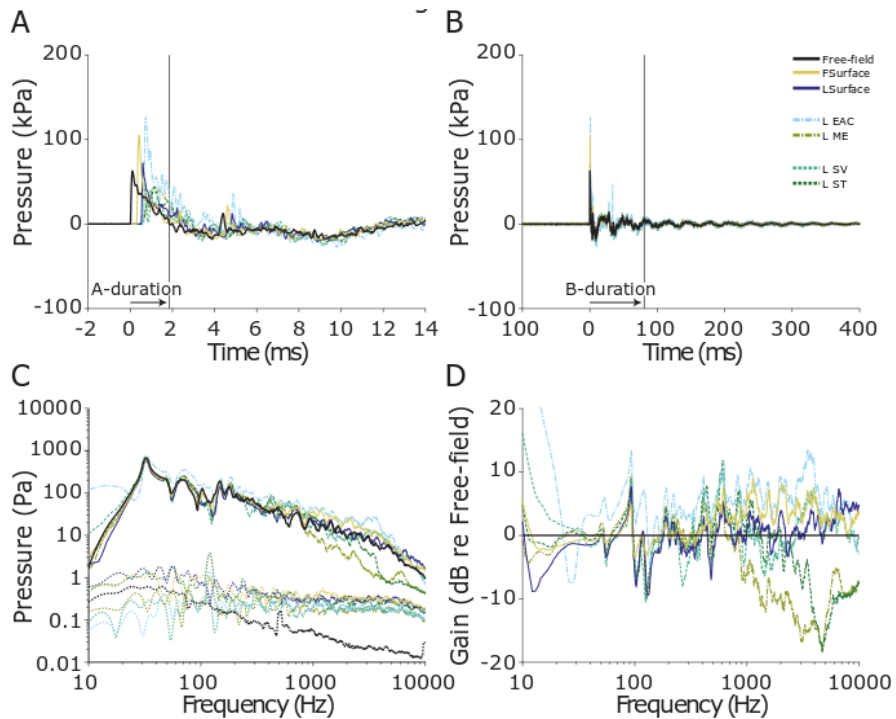 A
B
200
100
0
-100
Pressure (kPa)
A-duration
-2 0 2 4 6 8 10 12 14
Time (ms)
200
100
0
-100
Pressure (kPa)
Free-field
FSurface
LSurface
L EAC
L ME
L SV
L ST
B-duration
100 0 100 200 300 400
Time (ms)
C
D
10000
1000
100
10
1
0.1
0.01
Pressure (Pa)
10 100 1000 10000
Frequency (Hz)
20
10
0
-10
-20
Gain (dB re Free-field)
10 100 1000 10000
Frequency (Hz)